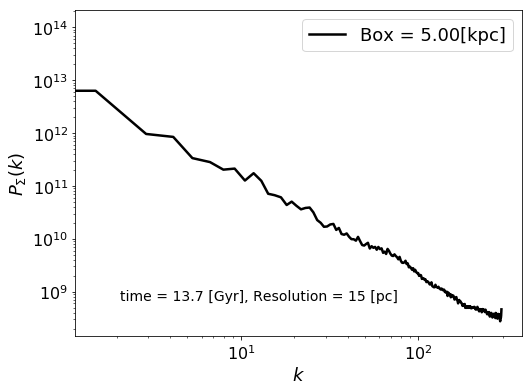 Box = 5.00[kpc]
10^14
10^13
10^12
10^11
10^10
10^9
P_Σ(k)
time = 13.7 [Gyr], Resolution = 15 [pc]
10^1
10^2
k